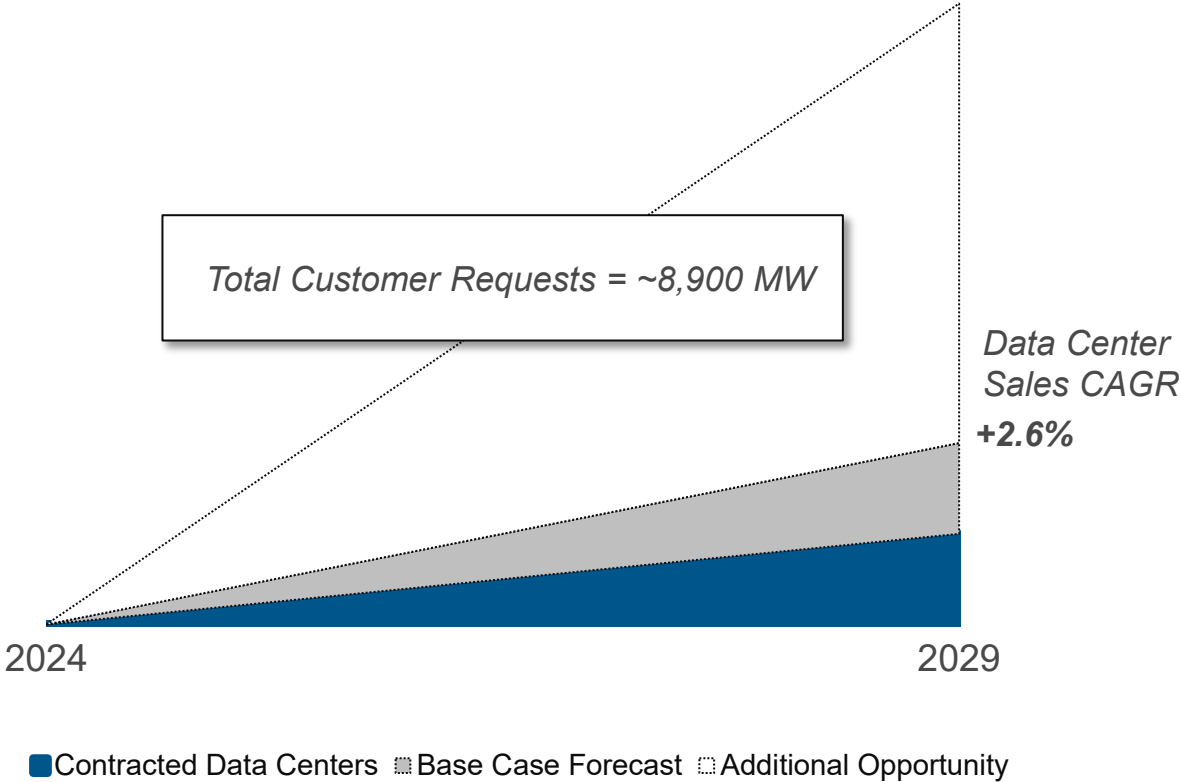 Total Customer Requests = ~8,900 MW
Data Center
Sales CAGR
+2.6%
2024
2029
Contracted Data Centers
Base Case Forecast
Additional Opportunity